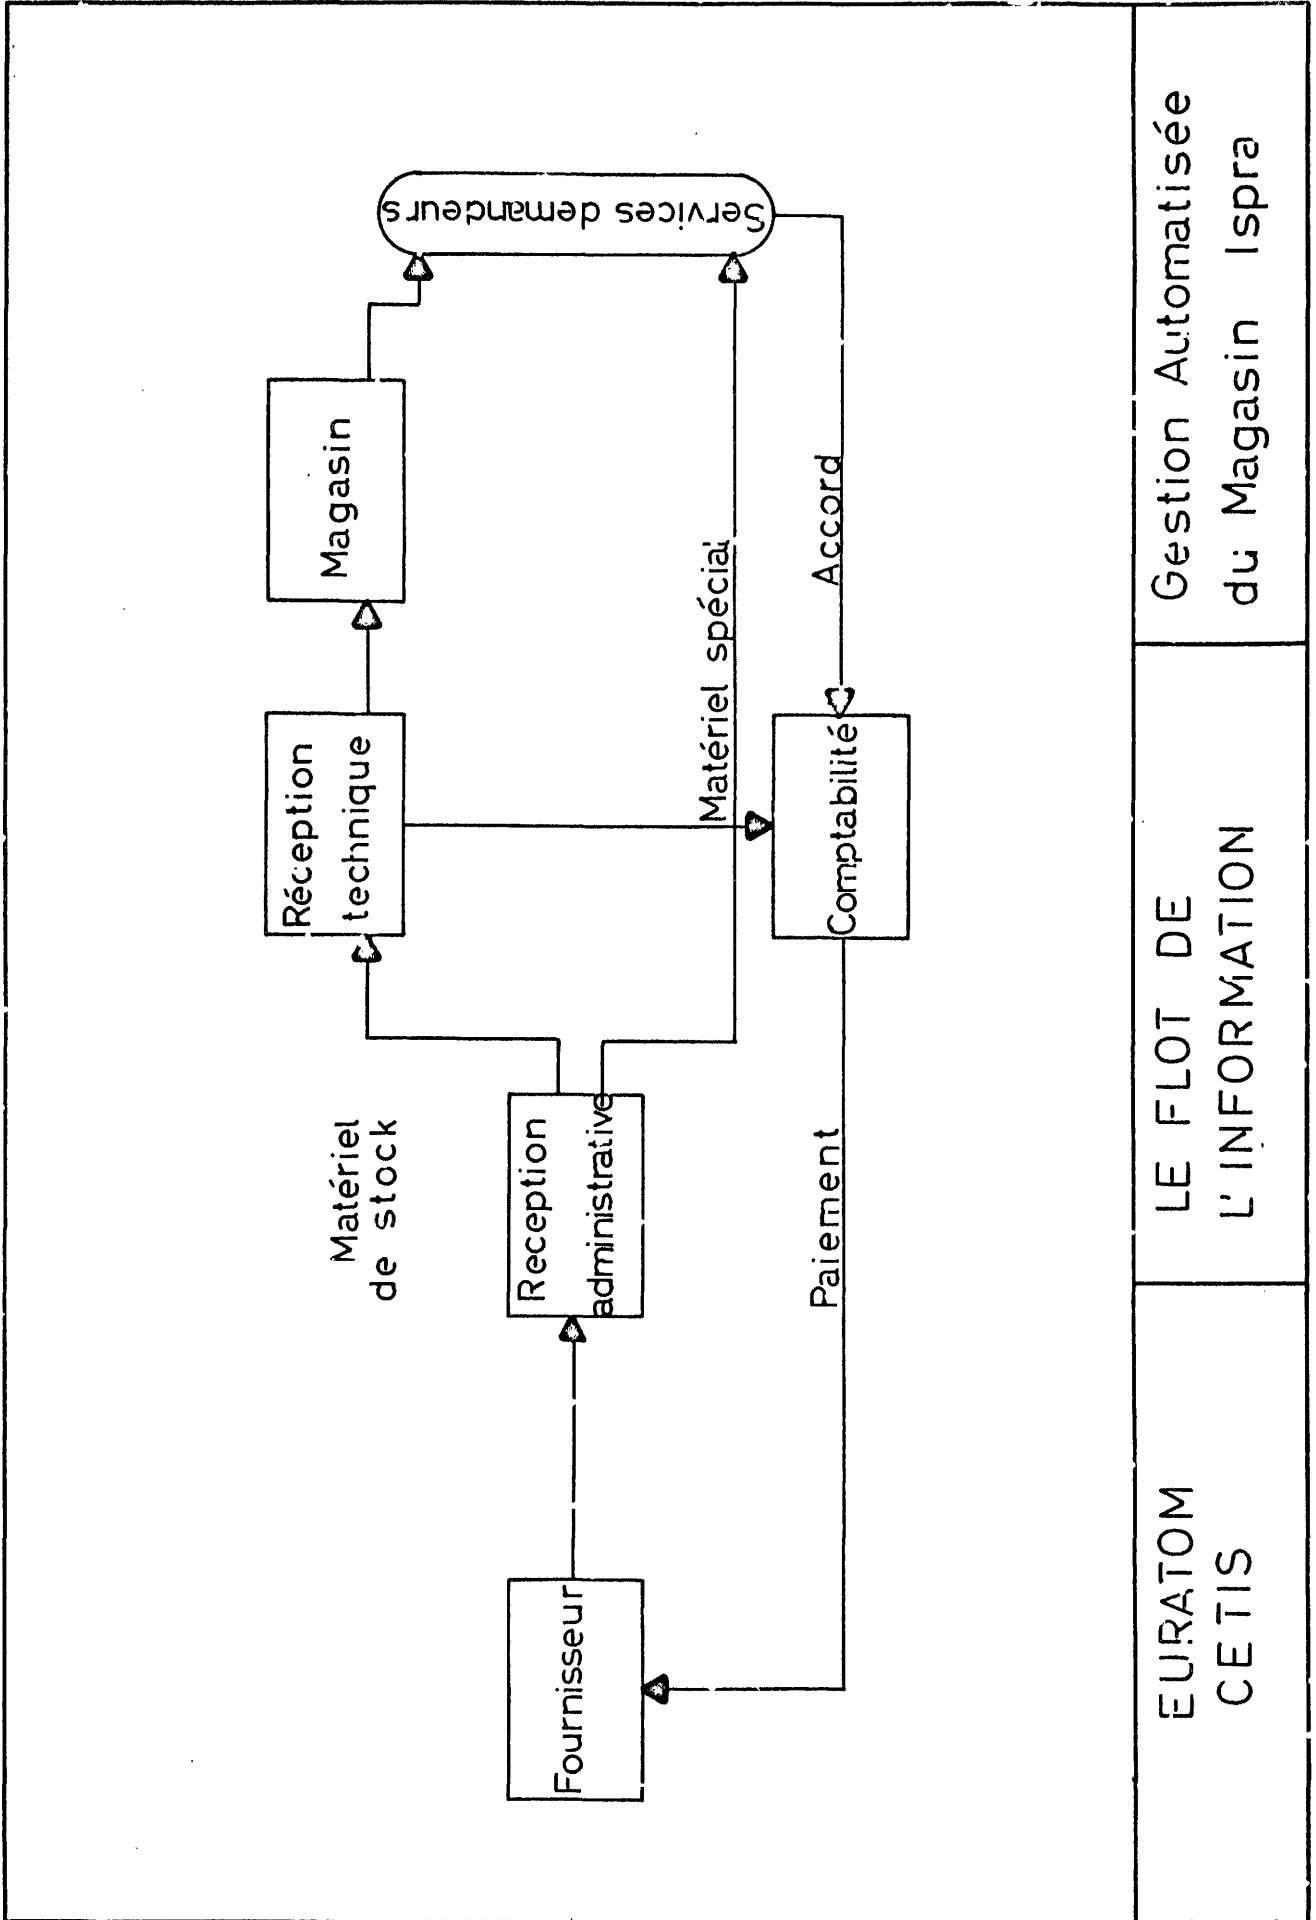 Fournisseur
Reception
administrative
Matériel
de stock
Réception
technique
Magasin
Services demandeurs
Matériel spécial
Accord
Comptabilité
Paiement
EURATOM
CETIS
LE FLOT DE
L'INFORMATION
Gestion Automatisée
du Magasin Ispra